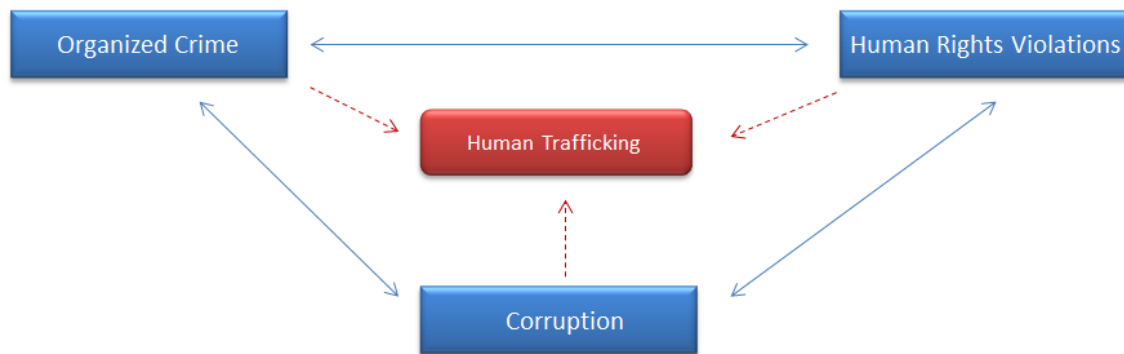 Organized Crime
Human Rights Violations
Human Trafficking
Corruption